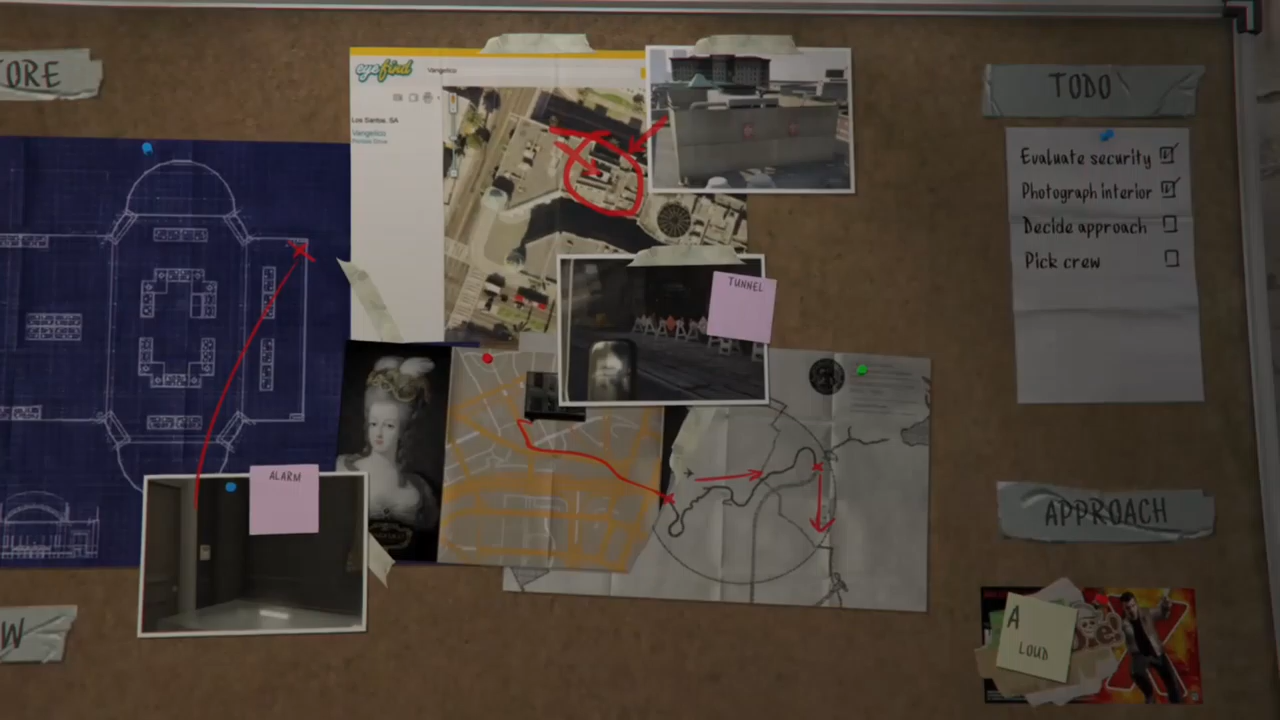 ORE
eyefind
Vangelico
Los Santos, SA
Vangelico
TODO
Evaluate security
Photograph interior
Decide approach
Pick crew
TUNNEL
ALARM
APPROACH
W
A
LOUD